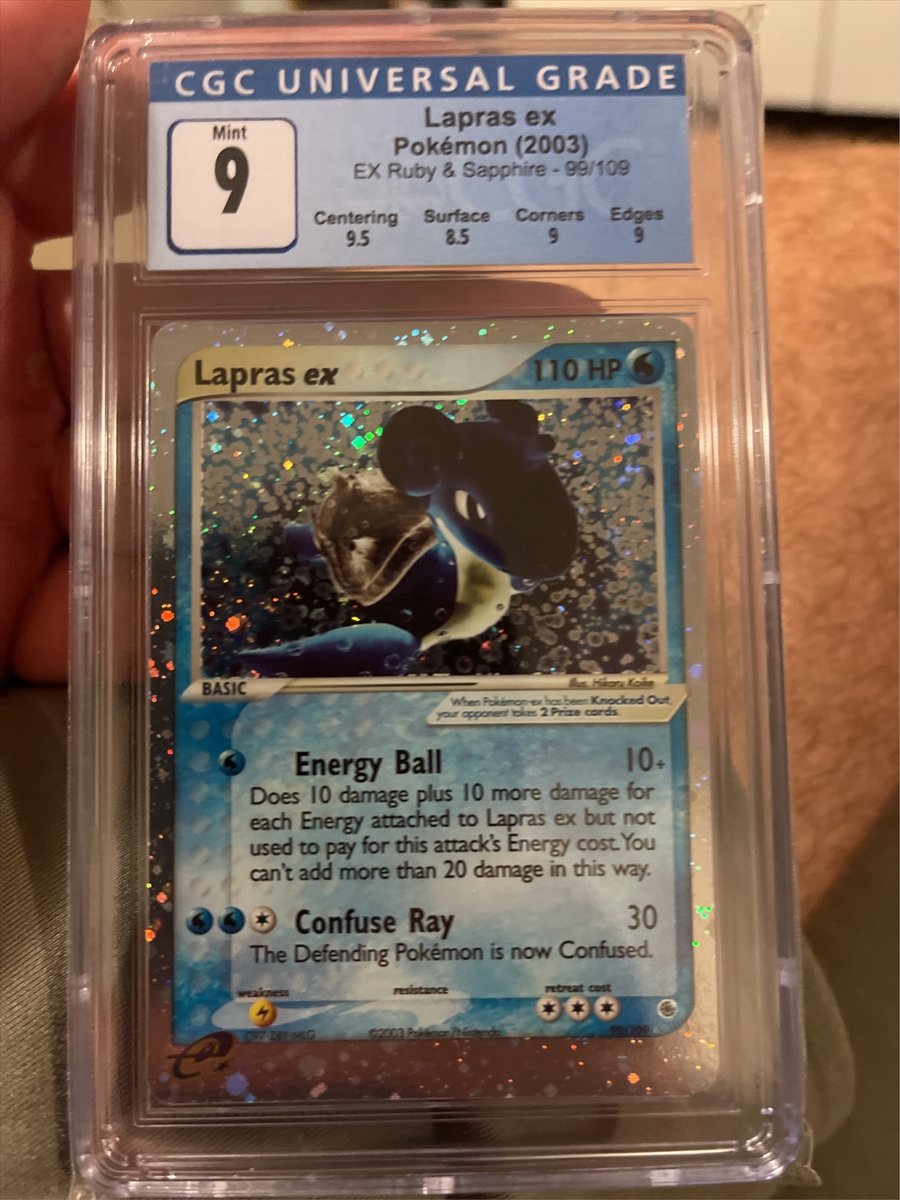 CGC UNIVERSAL GRADE
Mint
9
Lapras ex
Pokémon (2003)
EX Ruby & Sapphire - 99/109
Centering Surface Corners Edges
9.5 8.5 9 9
Lapras ex 110 HP
BASIC
Illus. Hikaru Koike
When Pokémon-ex has been Knocked Out,
your opponent takes 2 Prize cards.
Energy Ball 10+
Does 10 damage plus 10 more damage for
each Energy attached to Lapras ex but not
used to pay for this attack's Energy cost. You
can't add more than 20 damage in this way.
Confuse Ray 30
The Defending Pokémon is now Confused.
weakness resistance retreat cost
©2003 Pokémon/Nintendo 99/109